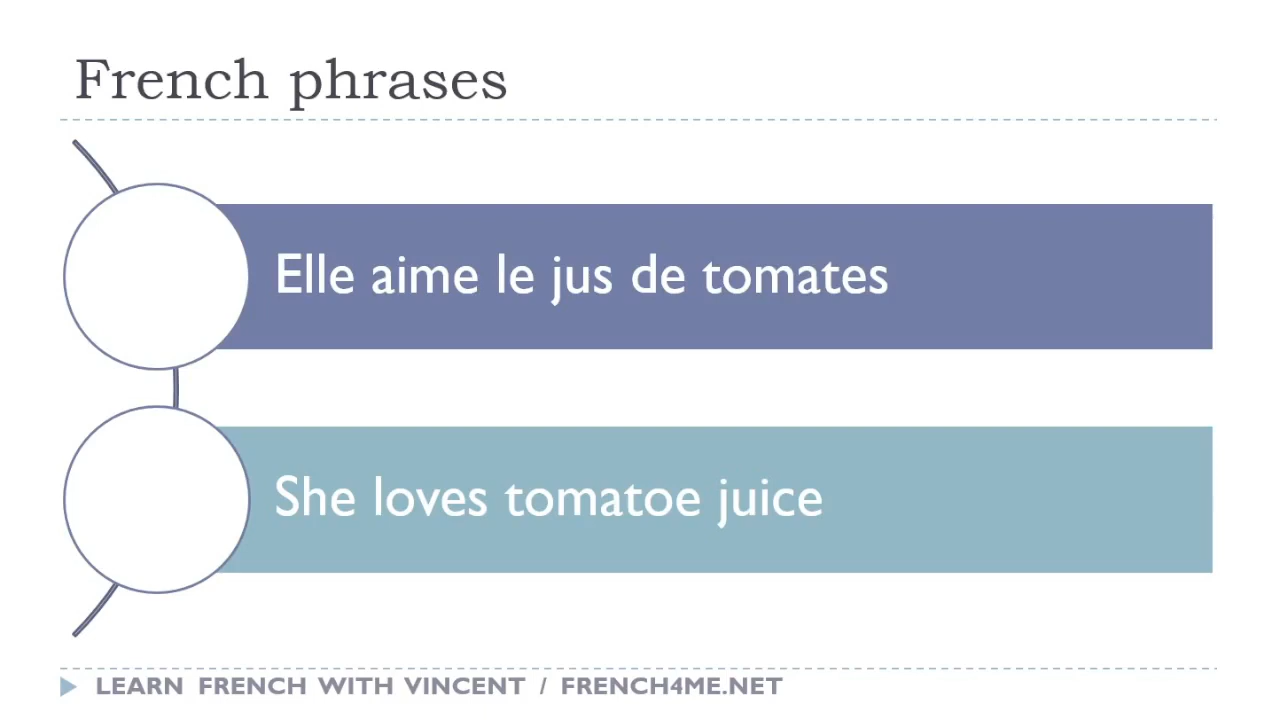 French phrases
Elle aime le jus de tomates
She loves tomatoe juice
LEARN FRENCH WITH VINCENT / FRENCH4ME.NET